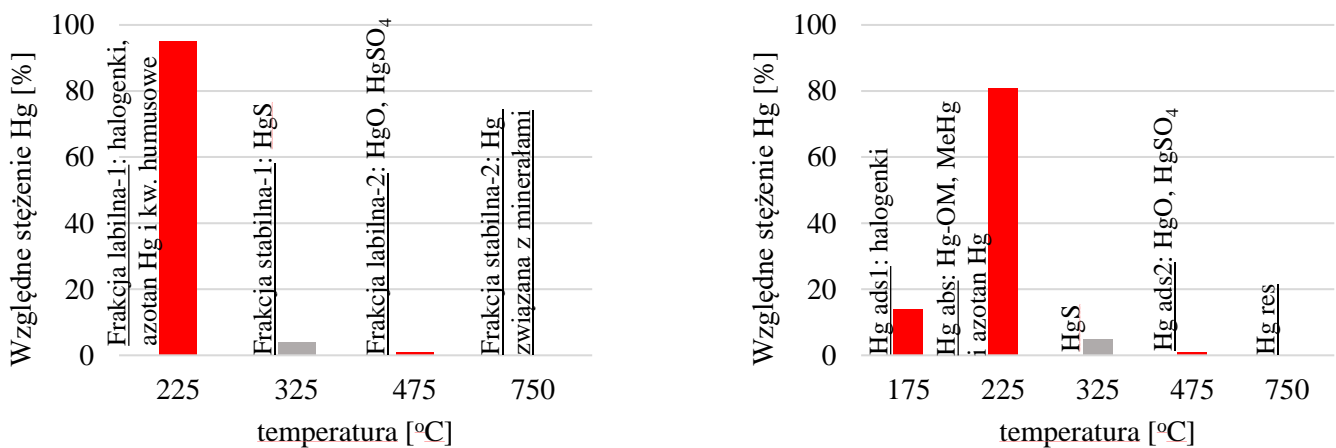 Względne stężenie Hg [%]
100
80
60
40
20
0
Frakcja labilna-1: halogenki,
azotan Hg i kw. humusowe
Frakcja stabilna-1: HgS
Frakcja labilna-2: HgO, HgSO₄
Frakcja stabilna-2: Hg
związana z minerałami
225 325 475 750
temperatura [°C]
Względne stężenie Hg [%]
100
80
60
40
20
0
Hg ads1: halogenki
Hg abs: Hg-OM, MeHg
i azotan Hg
HgS
Hg ads2: HgO, HgSO₄
Hg res
175 225 325 475 750
temperatura [°C]